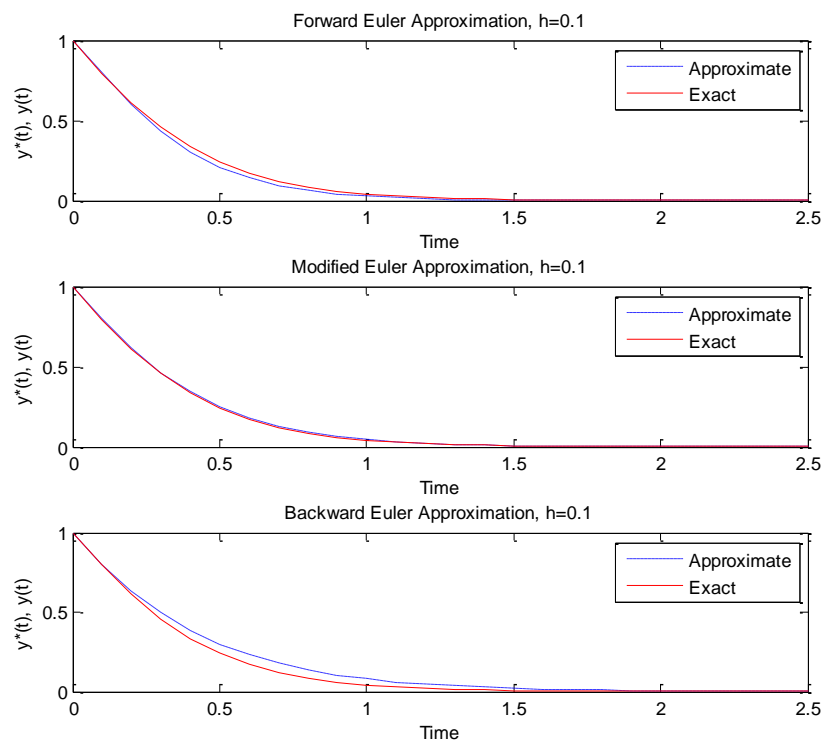 Forward Euler Approximation, h=0.1
1
0.5
0
y*(t), y(t)
Approximate
Exact
0 0.5 1 1.5 2 2.5
Time
Modified Euler Approximation, h=0.1
1
0.5
0
y*(t), y(t)
Approximate
Exact
0 0.5 1 1.5 2 2.5
Time
Backward Euler Approximation, h=0.1
1
0.5
0
y*(t), y(t)
Approximate
Exact
0 0.5 1 1.5 2 2.5
Time